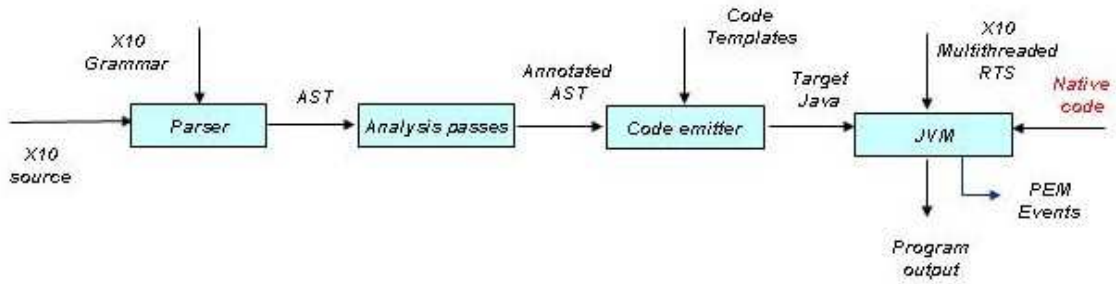 X10
Grammar
Code
Templates
X10
Multithreaded
RTS
AST
Annotated
AST
Target
Java
Native
code
Parser
Analysis passes
Code emitter
JVM
X10
source
PEM
Events
Program
output